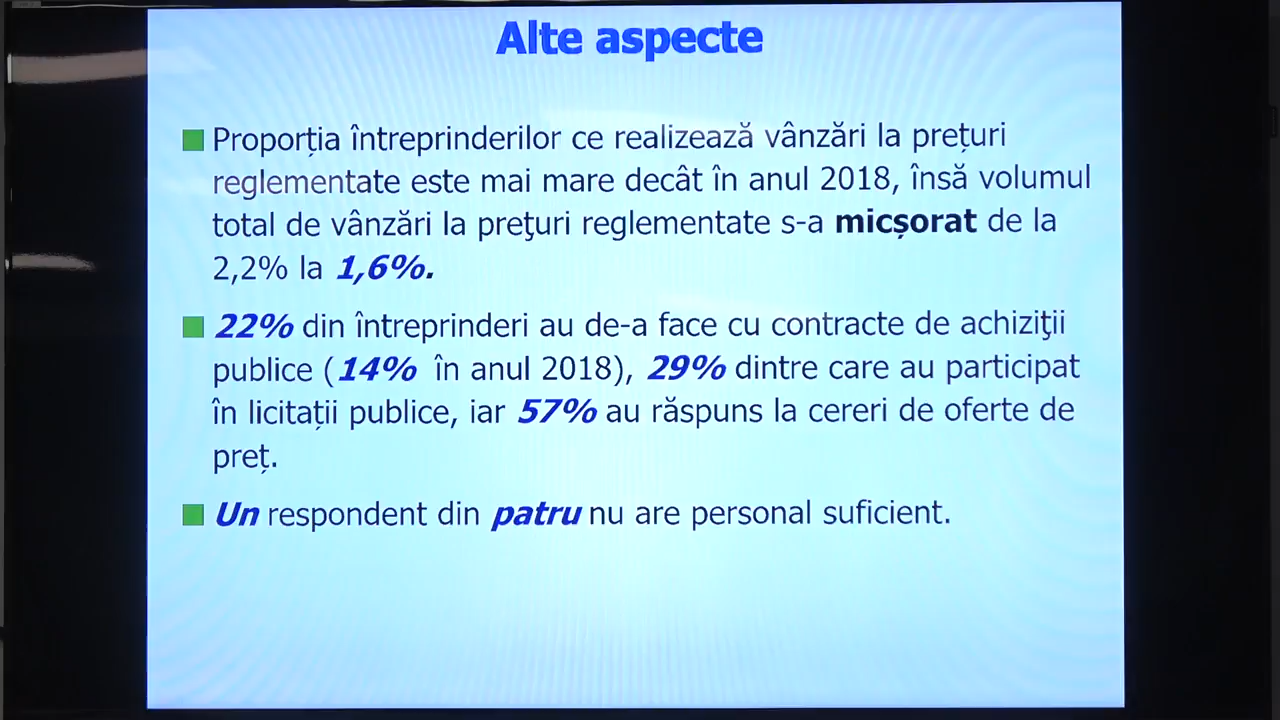 Alte aspecte
Proporția întreprinderilor ce realizează vânzări la prețuri
reglementate este mai mare decât în anul 2018, însă volumul
total de vânzări la preţuri reglementate s-a micșorat de la
2,2% la 1,6%.
22% din întreprinderi au de-a face cu contracte de achiziţii
publice (14% în anul 2018), 29% dintre care au participat
în licitații publice, iar 57% au răspuns la cereri de oferte de
preț.
Un respondent din patru nu are personal suficient.